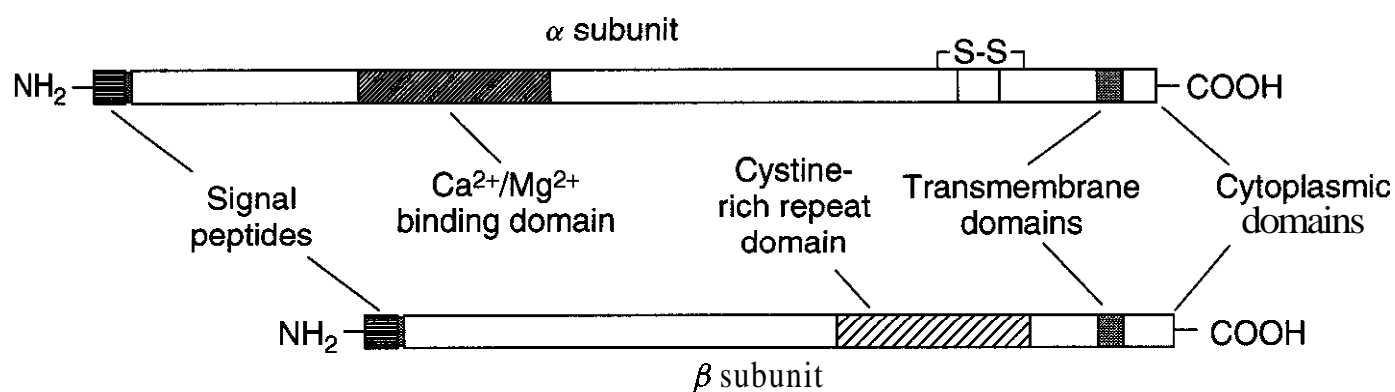 α subunit
S-S
NH₂
COOH
Signal
peptides
Ca²⁺/Mg²⁺
binding domain
Cystine-
rich repeat
domain
Transmembrane
domains
Cytoplasmic
domains
NH₂
COOH
β subunit